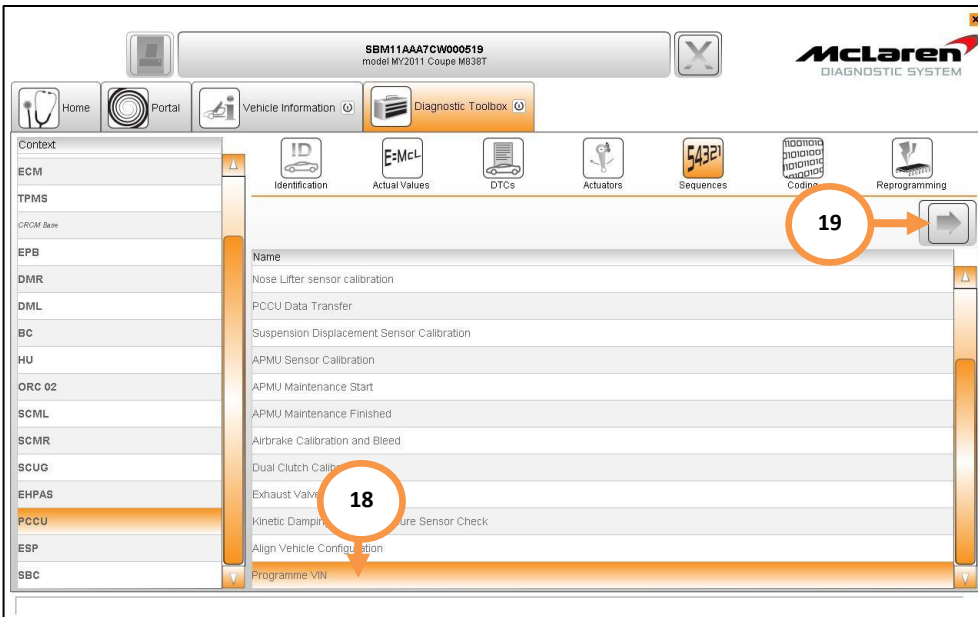 SBM11AAA7CW000519
model MY2011 Coupe M838T
McLaren
DIAGNOSTIC SYSTEM
Home
Portal
Vehicle Information
Diagnostic Toolbox
Context
ECM
TPMS
CRCM Base
EPB
DMR
DML
BC
HU
ORC 02
SCML
SCMR
SCUG
EHPAS
PCCU
ESP
SBC
ID
Identification
E=McL
Actual Values
DTCs
Actuators
54321
Sequences
Coding
Reprogramming
19
Name
Nose Lifter sensor calibration
PCCU Data Transfer
Suspension Displacement Sensor Calibration
APMU Sensor Calibration
APMU Maintenance Start
APMU Maintenance Finished
Airbrake Calibration and Bleed
Dual Clutch
Exhaust
18
Kinetic Sensor Check
Align Vehicle Configuration
Programme VIN